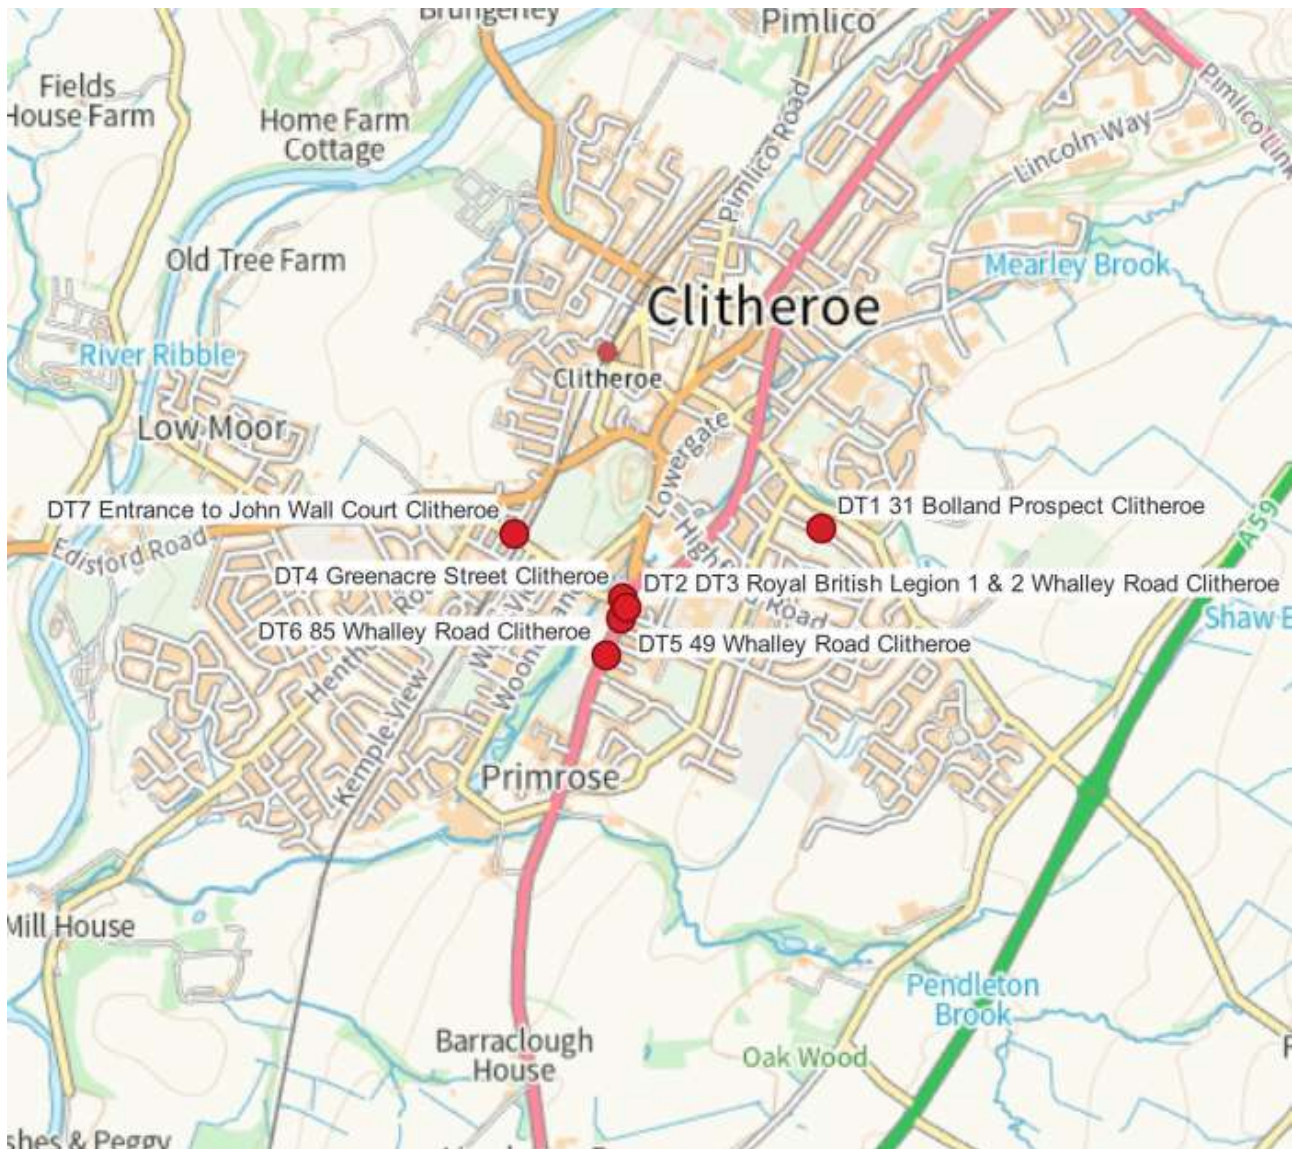 Brungerley
Pimlico
Fields
House Farm
Home Farm
Cottage
Pimlico Road
Lincoln Way
Pimlico Link
Old Tree Farm
Mearley Brook
Clitheroe
River Ribble
Clitheroe
Low Moor
Lowergate
DT7 Entrance to John Wall Court Clitheroe
DT1 31 Bolland Prospect Clitheroe
A59
Edisford Road
DT4 Greenacre Street Clitheroe
DT2 DT3 Royal British Legion 1 & 2 Whalley Road Clitheroe
Road
DT6 85 Whalley Road Clitheroe
DT5 49 Whalley Road Clitheroe
Kemple View
Primrose
Mill House
Pendleton
Brook
Barraclough
House
Oak Wood
shes & Peggy